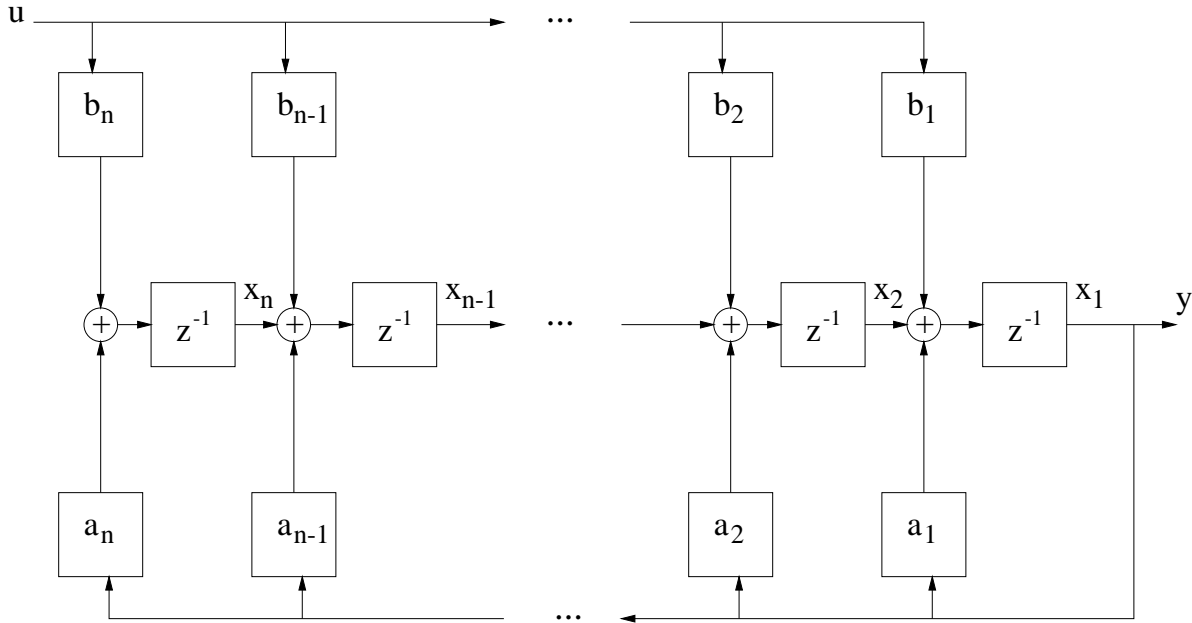 u ... 
b_n b_{n-1} b_2 b_1
x_n x_{n-1} x_2 x_1 y
+ z^{-1} + z^{-1} ... + z^{-1} + z^{-1}
a_n a_{n-1} a_2 a_1
...